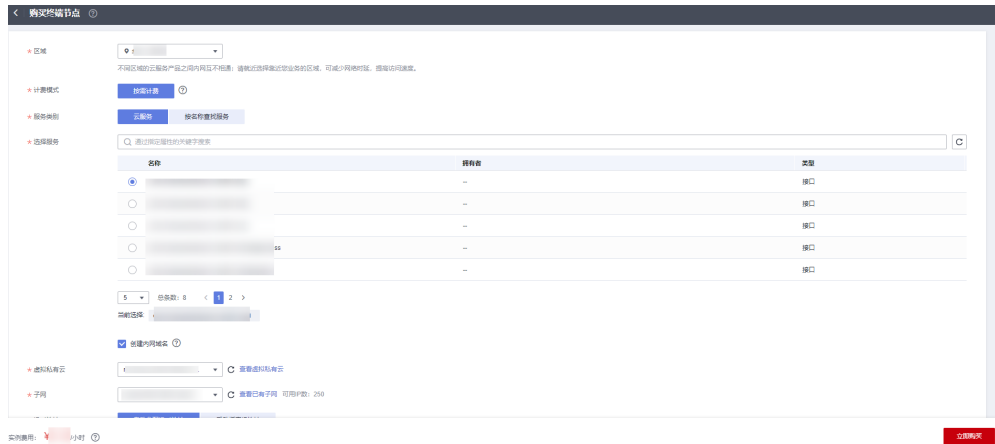 购买终端节点
* 区域
不同区域的云服务产品之间内网互不相通；请就近选择靠近您业务的区域，可减少网络时延，提高访问速度。
* 计费模式 按需计费
* 服务类别 云服务 按名称查找服务
* 选择服务 通过指定属性的关键字搜索
名称 拥有者 类型
-- 接口
-- 接口
-- 接口
ss -- 接口
-- 接口
5 总条数：8 < 1 2 >
当前选择
创建内网域名
* 虚拟私有云 查看虚拟私有云
* 子网 查看已有子网 可用IP数：250
实例费用：¥ /小时 立即购买